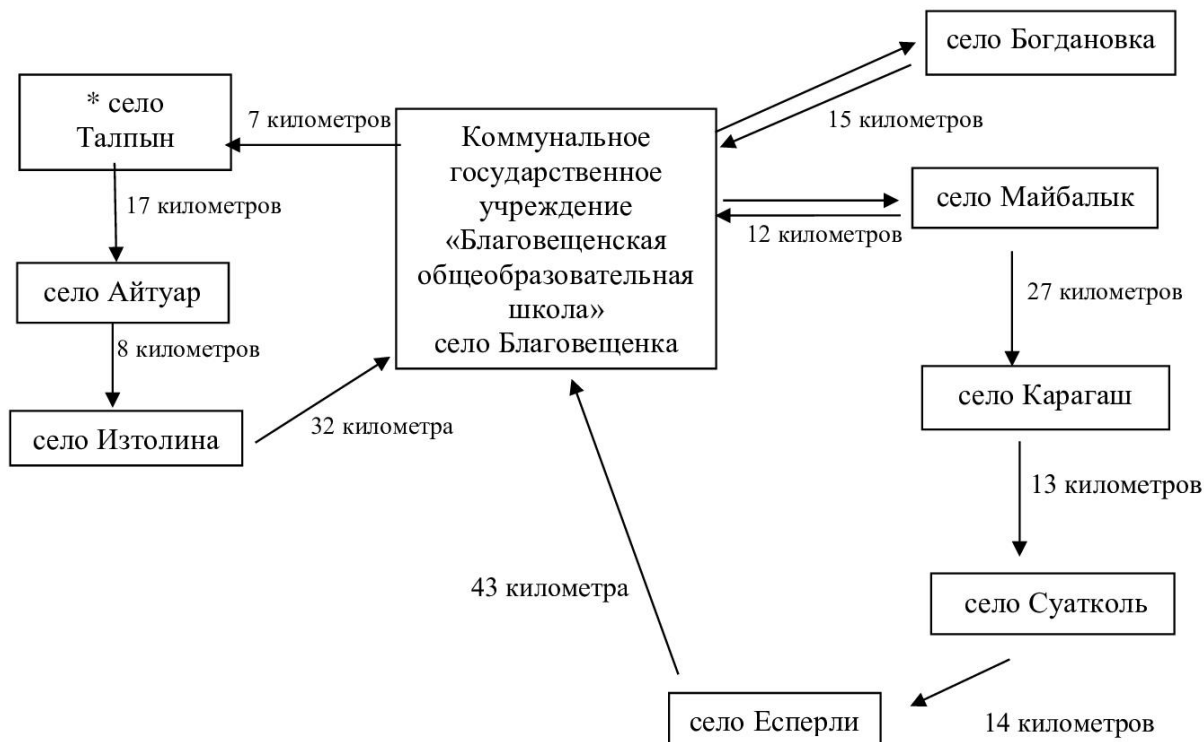 село Богдановка
* село
Талпын
7 километров
15 километров
Коммунальное
государственное
учреждение
«Благовещенская
общеобразовательная
школа»
село Благовещенка
17 километров
село Майбалык
12 километров
село Айтуар
27 километров
8 километров
село Карагаш
село Изтолина
32 километра
13 километров
43 километра
село Суатколь
село Есперли
14 километров